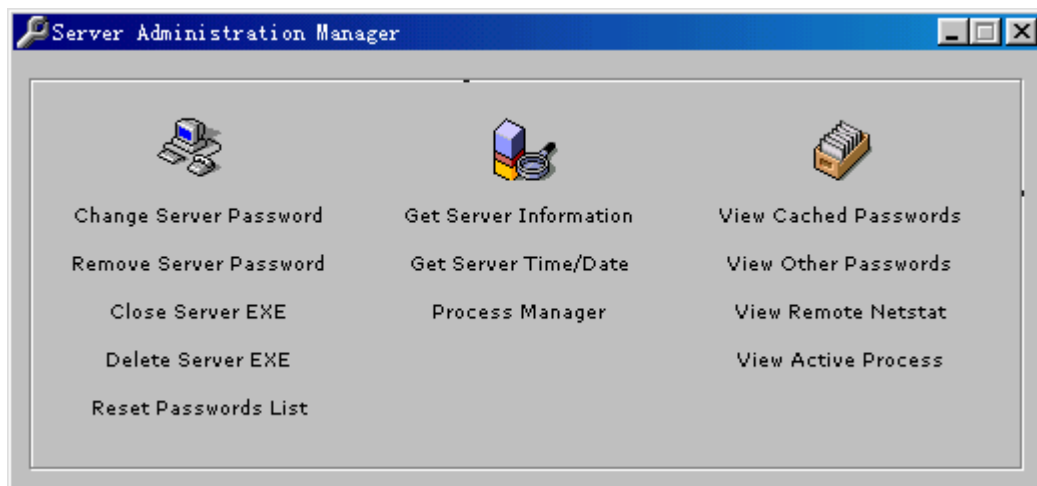 Server Administration Manager
Change Server Password
Remove Server Password
Close Server EXE
Delete Server EXE
Reset Passwords List
Get Server Information
Get Server Time/Date
Process Manager
View Cached Passwords
View Other Passwords
View Remote Netstat
View Active Process